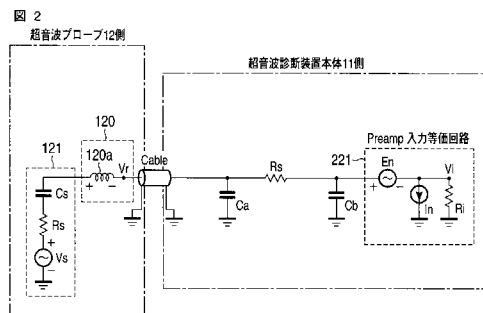 図 2
超音波プローブ12側
超音波診断装置本体11側
120
121
120a
Vr
Cable
Preamp 入力等価回路
221
Rs
En
Vi
+
-
Cs
+
-
In
Ri
Rs
Ca
Cb
+
Vs
-